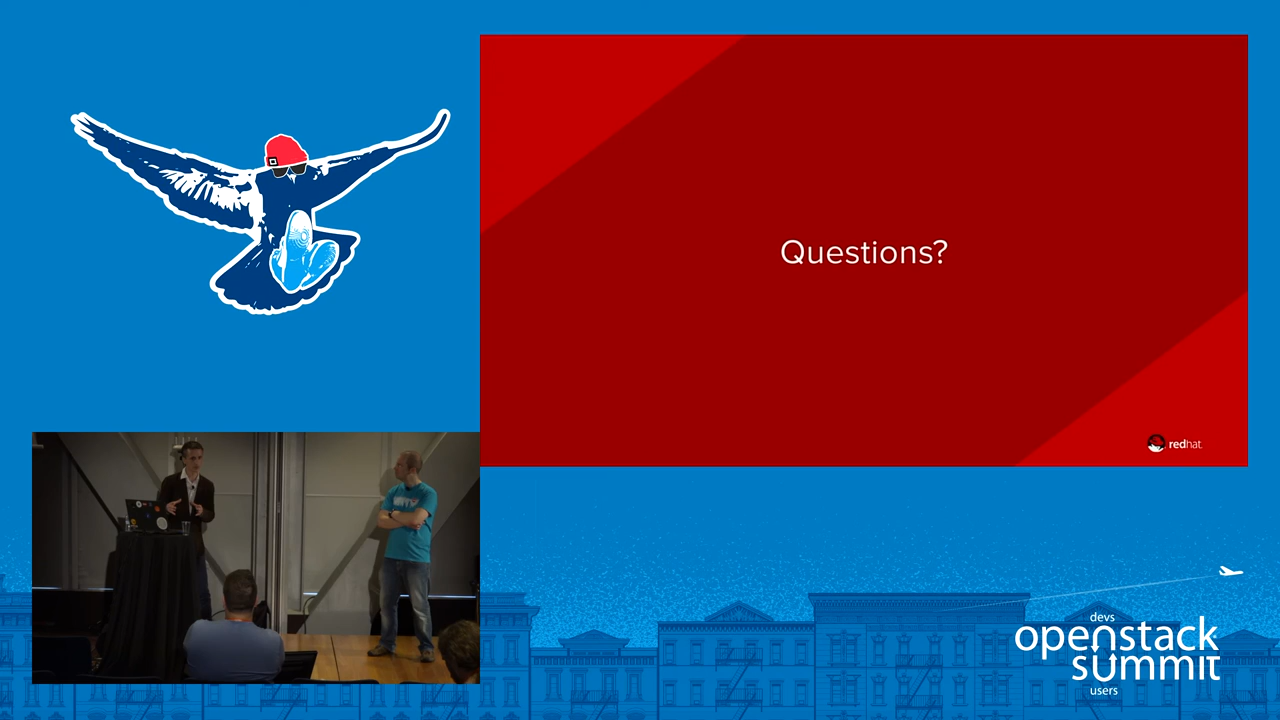 Questions?
redhat.
devs
openstack
summit
users